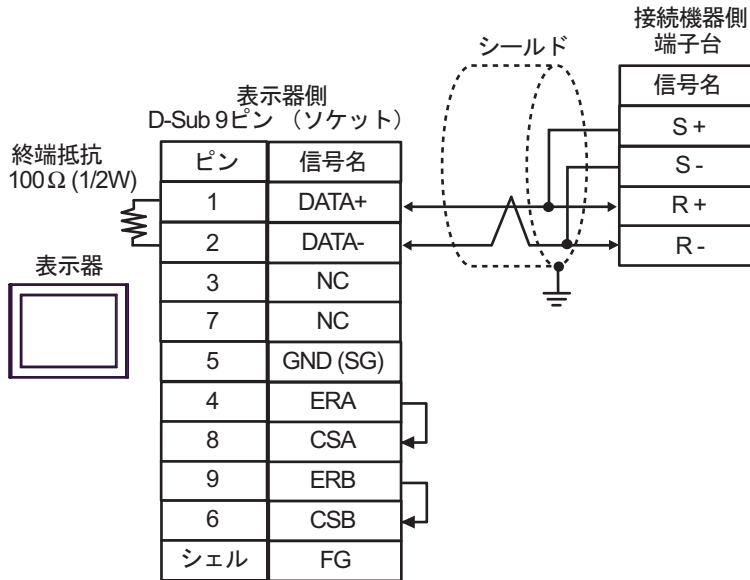 接続機器側
端子台
シールド
信号名
S +
S -
R +
R -
表示器側
D-Sub 9ピン （ソケット）
終端抵抗
100Ω (1/2W)
表示器
ピン 信号名
1 DATA+
2 DATA-
3 NC
7 NC
5 GND (SG)
4 ERA
8 CSA
9 ERB
6 CSB
シェル FG